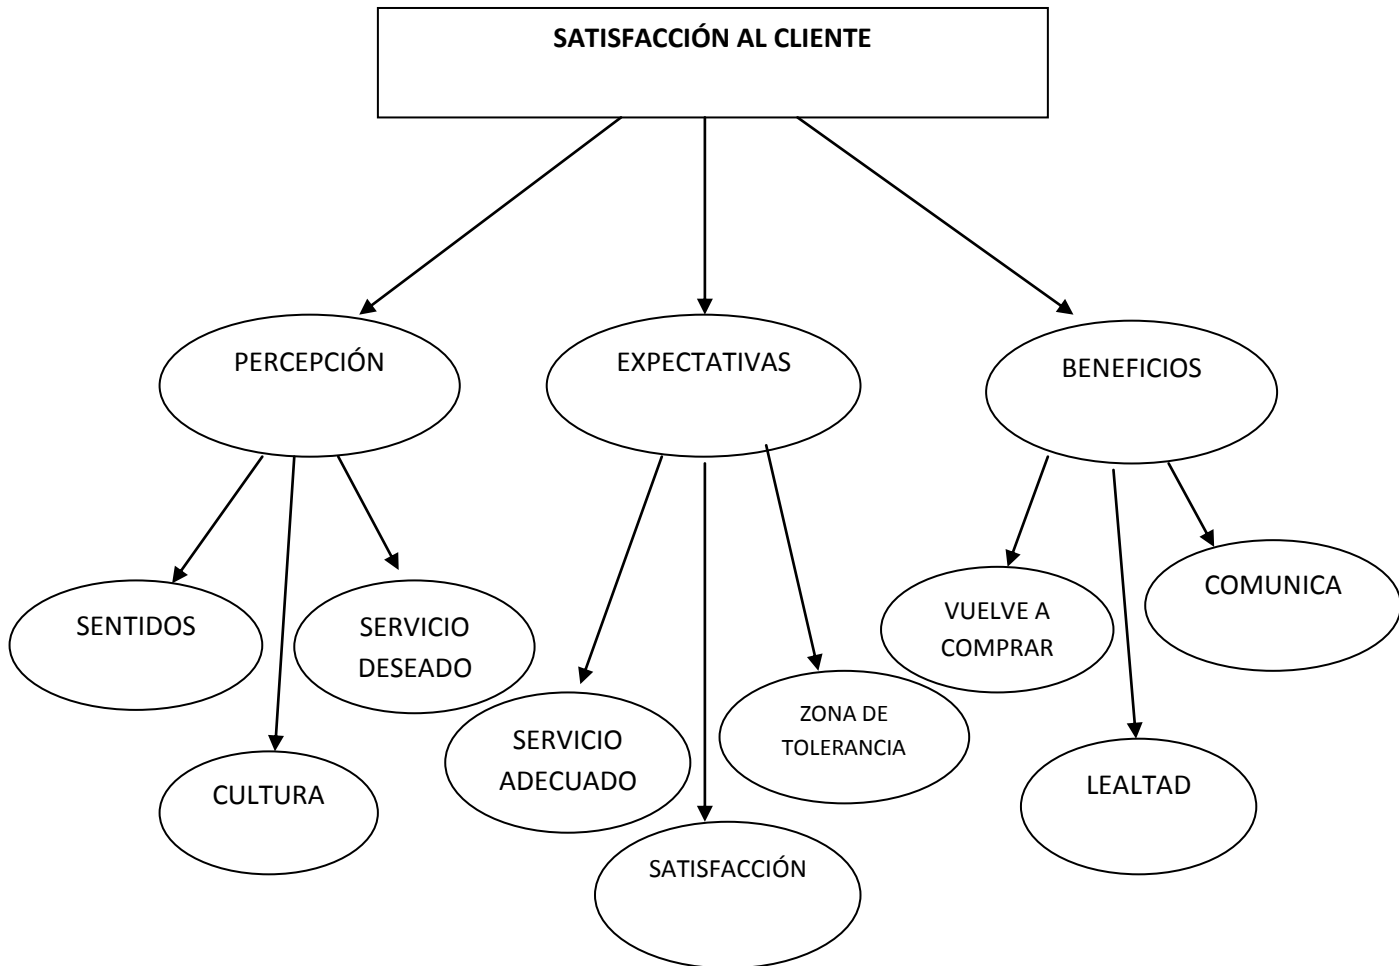 SATISFACCIÓN AL CLIENTE
PERCEPCIÓN
EXPECTATIVAS
BENEFICIOS
SENTIDOS
SERVICIO
DESEADO
CULTURA
SERVICIO
ADECUADO
SATISFACCIÓN
ZONA DE
TOLERANCIA
VUELVE A
COMPRAR
COMUNICA
LEALTAD